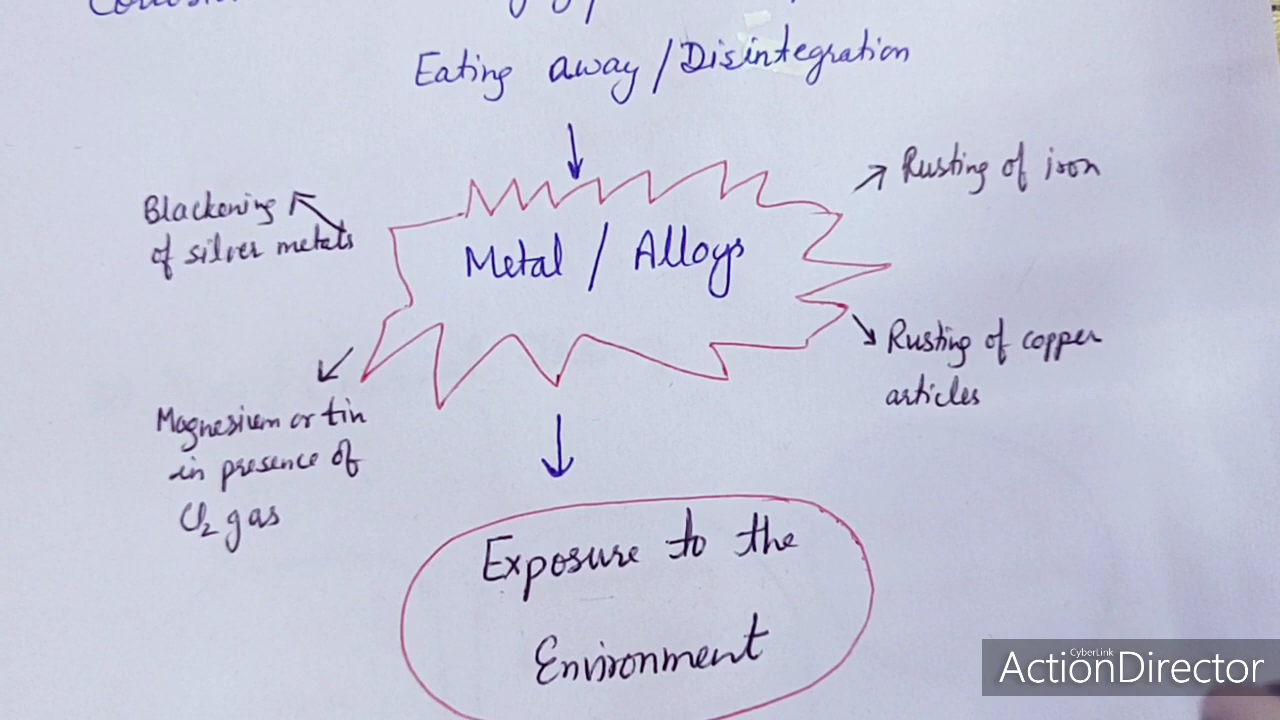 Eating away / Disintegration
Rusting of iron
Blackening
of silver metals
Metal / Alloys
Rusting of copper
articles
Magnesium or tin
in presence of
Cl₂ gas
Exposure to the
Environment
CyberLink
ActionDirector